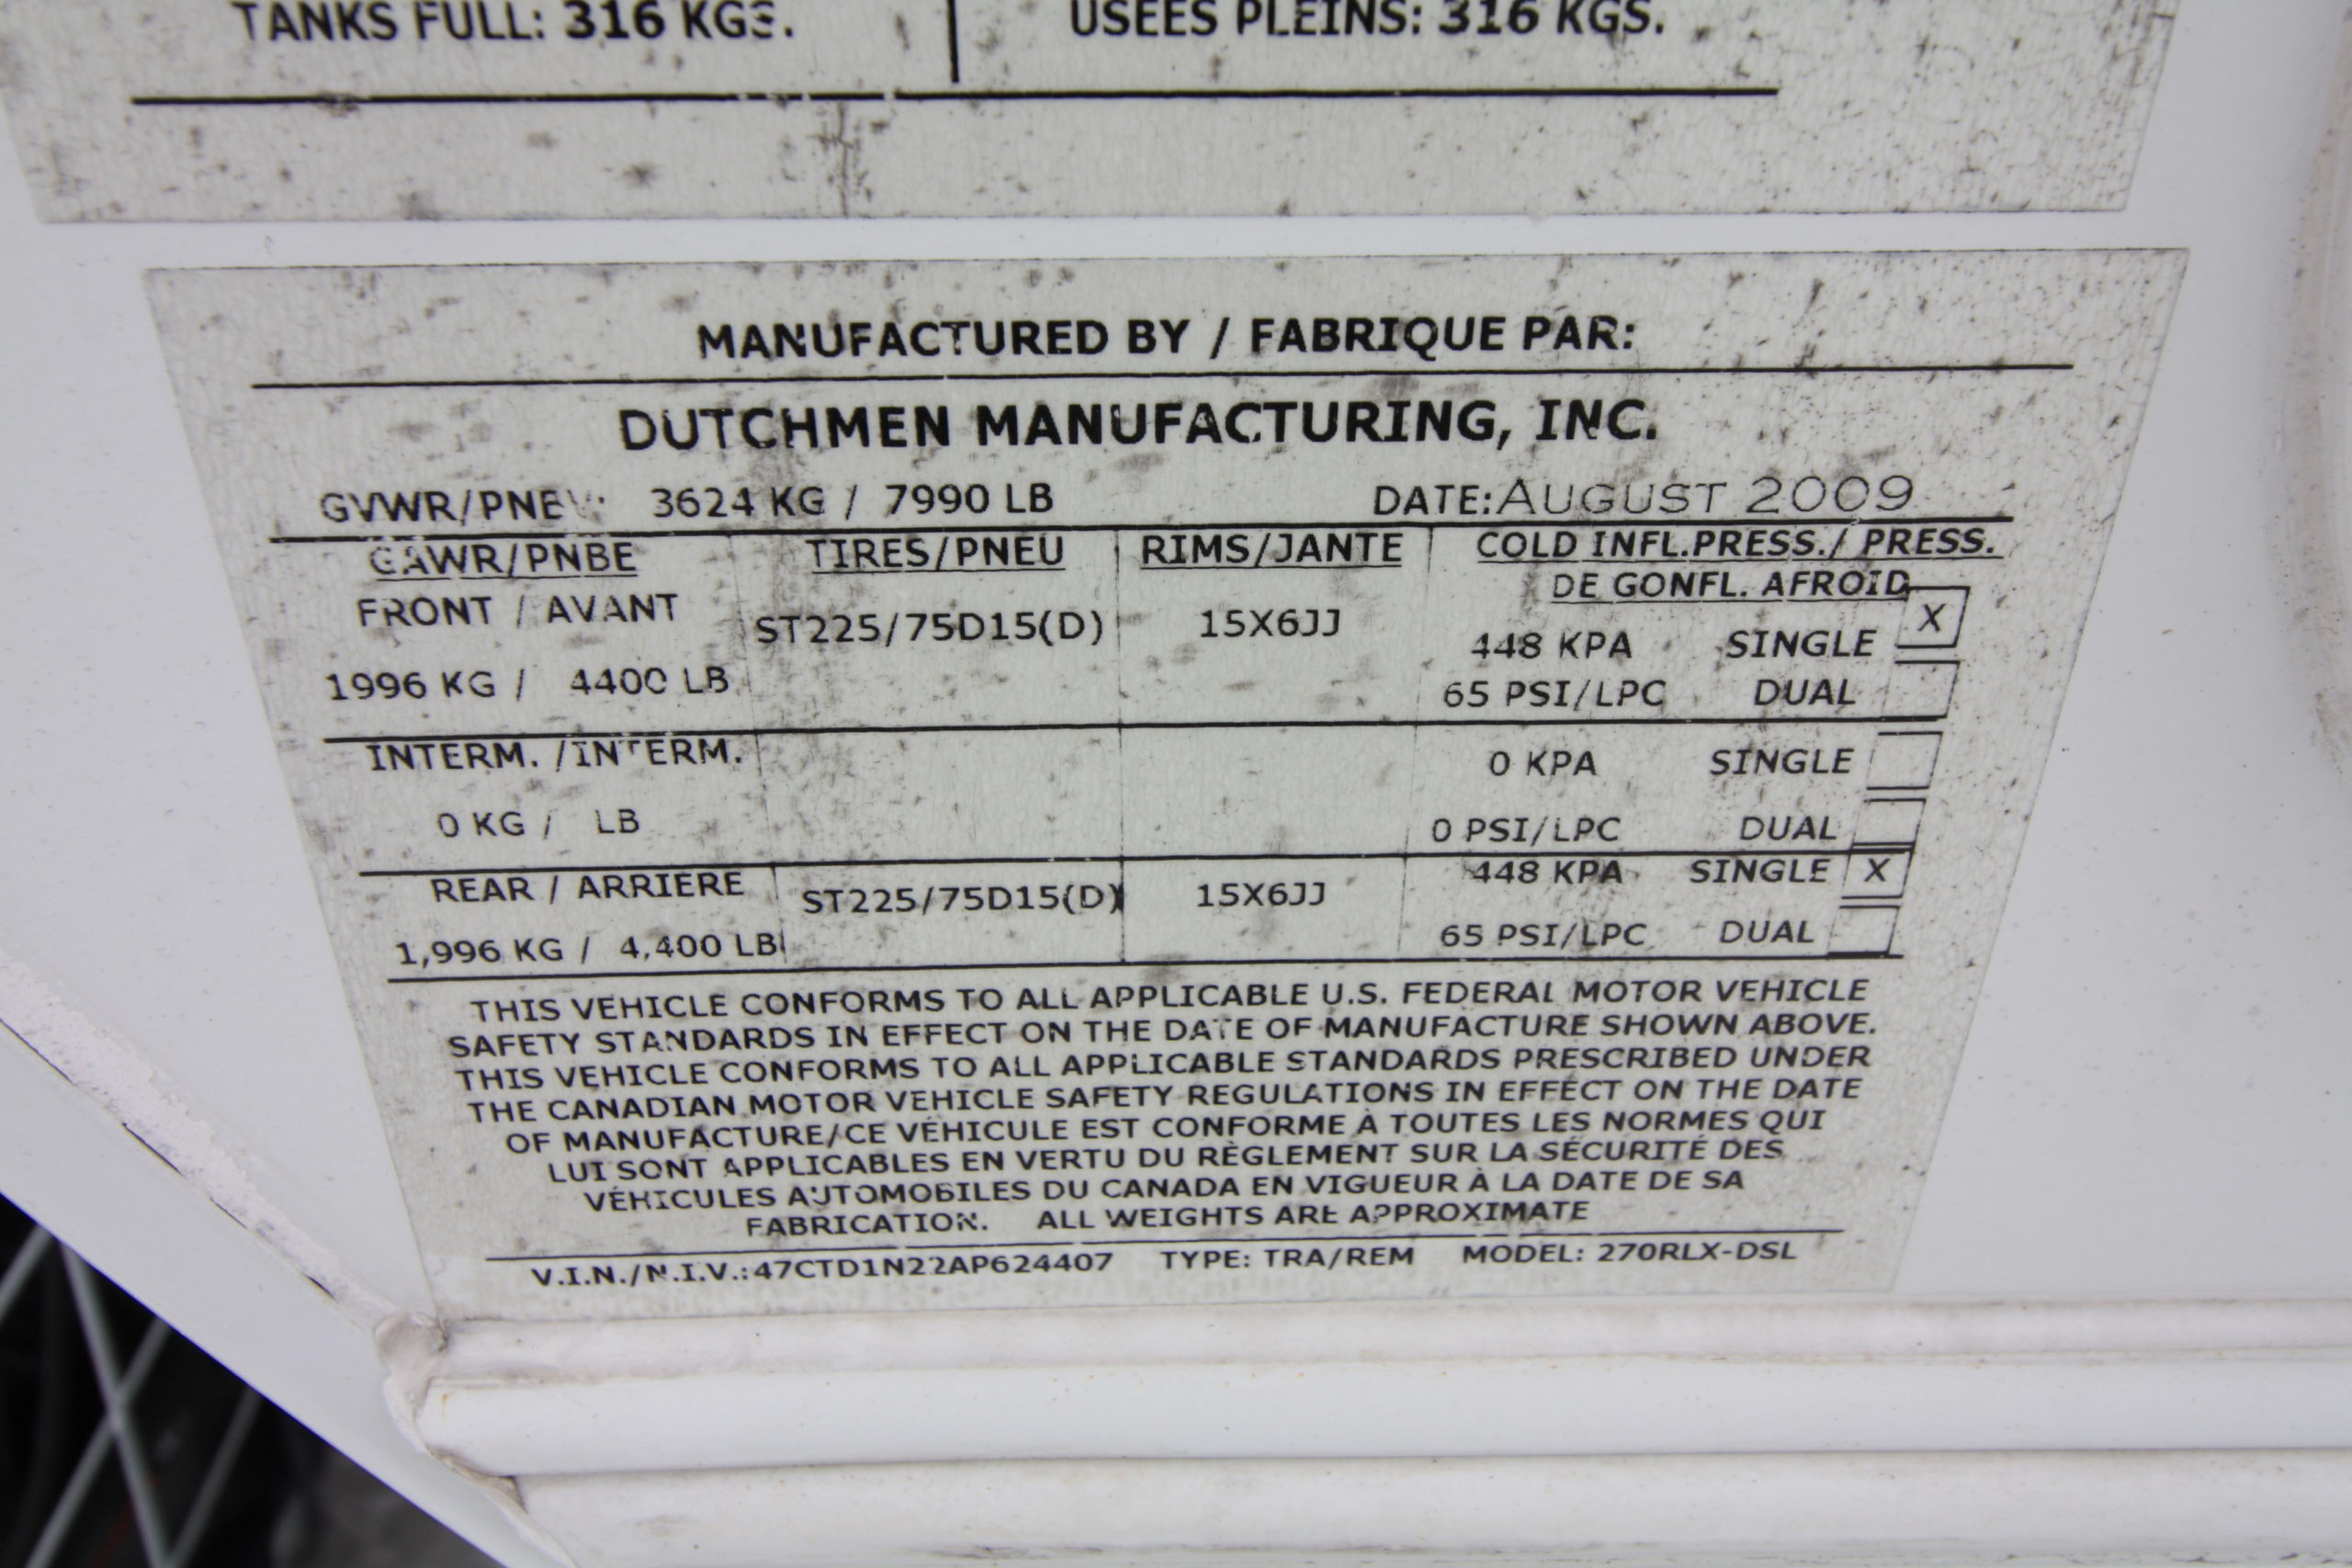 TANKS FULL: 316 KGS. USEES PLEINS: 316 KGS.
MANUFACTURED BY / FABRIQUE PAR:
DUTCHMEN MANUFACTURING, INC.
GVWR/PNBV: 3624 KG / 7990 LB DATE: AUGUST 2009
GAWR/PNBE TIRES/PNEU RIMS/JANTE COLD INFL.PRESS./ PRESS.
DE GONFL. AFROID
FRONT / AVANT ST225/75D15(D) 15X6JJ 448 KPA SINGLE X
1996 KG / 4400 LB 65 PSI/LPC DUAL
INTERM. /INTERM. 0 KPA SINGLE
0 KG / LB 0 PSI/LPC DUAL
REAR / ARRIERE ST225/75D15(D) 15X6JJ 448 KPA SINGLE X
1,996 KG / 4,400 LB 65 PSI/LPC DUAL
THIS VEHICLE CONFORMS TO ALL APPLICABLE U.S. FEDERAL MOTOR VEHICLE
SAFETY STANDARDS IN EFFECT ON THE DATE OF MANUFACTURE SHOWN ABOVE.
THIS VEHICLE CONFORMS TO ALL APPLICABLE STANDARDS PRESCRIBED UNDER
THE CANADIAN MOTOR VEHICLE SAFETY REGULATIONS IN EFFECT ON THE DATE
OF MANUFACTURE/CE VÉHICULE EST CONFORME À TOUTES LES NORMES QUI
LUI SONT APPLICABLES EN VERTU DU RÈGLEMENT SUR LA SÉCURITÉ DES
VÉHICULES AUTOMOBILES DU CANADA EN VIGUEUR À LA DATE DE SA
FABRICATION. ALL WEIGHTS ARE APPROXIMATE
V.I.N./N.I.V.:47CTD1N22AP624407 TYPE: TRA/REM MODEL: 270RLX-DSL